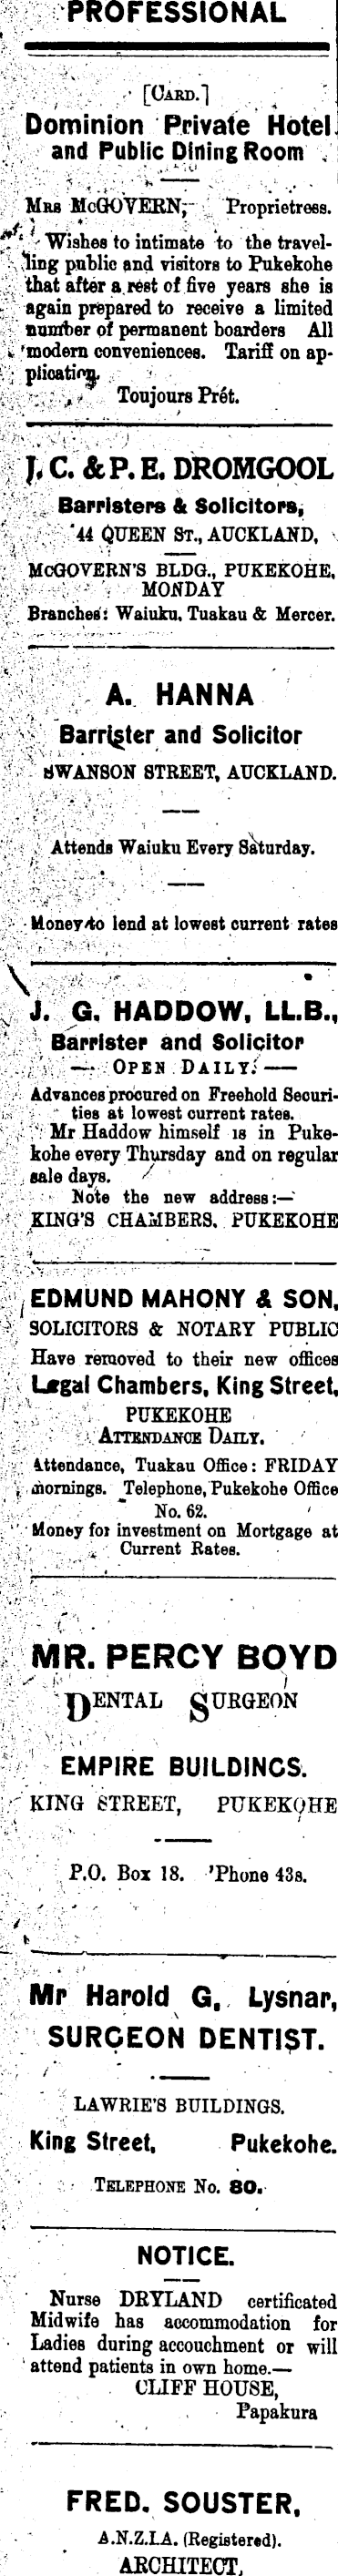 PROFESSIONAL
[CARD.]
Dominion Private Hotel
and Public Dining Room
MRS McGOVERN, Proprietress.
Wishes to intimate to the travel-
ling public and visitors to Pukekohe
that after a rest of five years she is
again prepared to receive a limited
number of permanent boarders All
modern conveniences. Tariff on ap-
plication.
Toujours Prét.
J. C. & P. E. DROMGOOL
Barristers & Solicitors,
44 QUEEN ST., AUCKLAND,
McGOVERN'S BLDG., PUKEKOHE,
MONDAY
Branches: Waiuku, Tuakau & Mercer.
A. HANNA
Barrister and Solicitor
SWANSON STREET, AUCKLAND.
Attends Waiuku Every Saturday.
Money to lend at lowest current rates
J. G. HADDOW, LL.B.,
Barrister and Solicitor
— OPEN DAILY. —
Advances procured on Freehold Securi-
ties at lowest current rates.
Mr Haddow himself is in Puke-
kohe every Thursday and on regular
sale days.
Note the new address:—
KING'S CHAMBERS. PUKEKOHE
EDMUND MAHONY & SON,
SOLICITORS & NOTARY PUBLIC
Have removed to their new offices
Legal Chambers, King Street,
PUKEKOHE
ATTENDANCE DAILY.
Attendance, Tuakau Office: FRIDAY
mornings. Telephone, Pukekohe Office
No. 62.
Money for investment on Mortgage at
Current Rates.
MR. PERCY BOYD
DENTAL SURGEON
EMPIRE BUILDINGS.
KING STREET, PUKEKOHE
P.O. Box 18. 'Phone 43s.
Mr Harold G. Lysnar,
SURGEON DENTIST.
LAWRIE'S BUILDINGS.
King Street, Pukekohe.
TELEPHONE No. 80.
NOTICE.
Nurse DRYLAND certificated
Midwife has accommodation for
Ladies during accouchment or will
attend patients in own home.—
CLIFF HOUSE,
Papakura
FRED. SOUSTER,
A.N.Z.I.A. (Registered).
ARCHITECT,